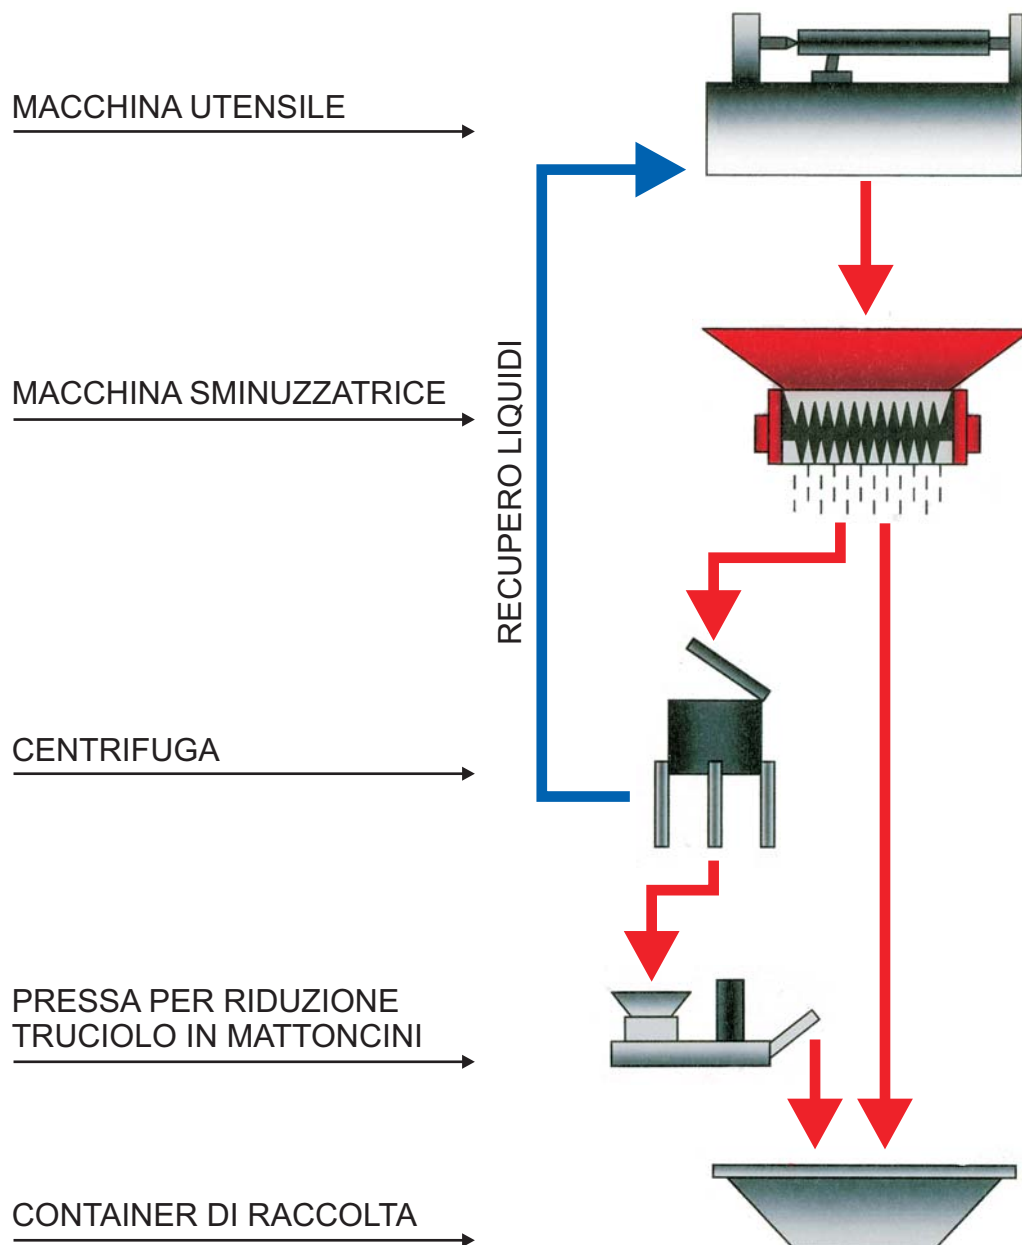 MACCHINA UTENSILE
MACCHINA SMINUZZATRICE
RECUPERO LIQUIDI
CENTRIFUGA
PRESSA PER RIDUZIONE
TRUCIOLO IN MATTONCINI
CONTAINER DI RACCOLTA